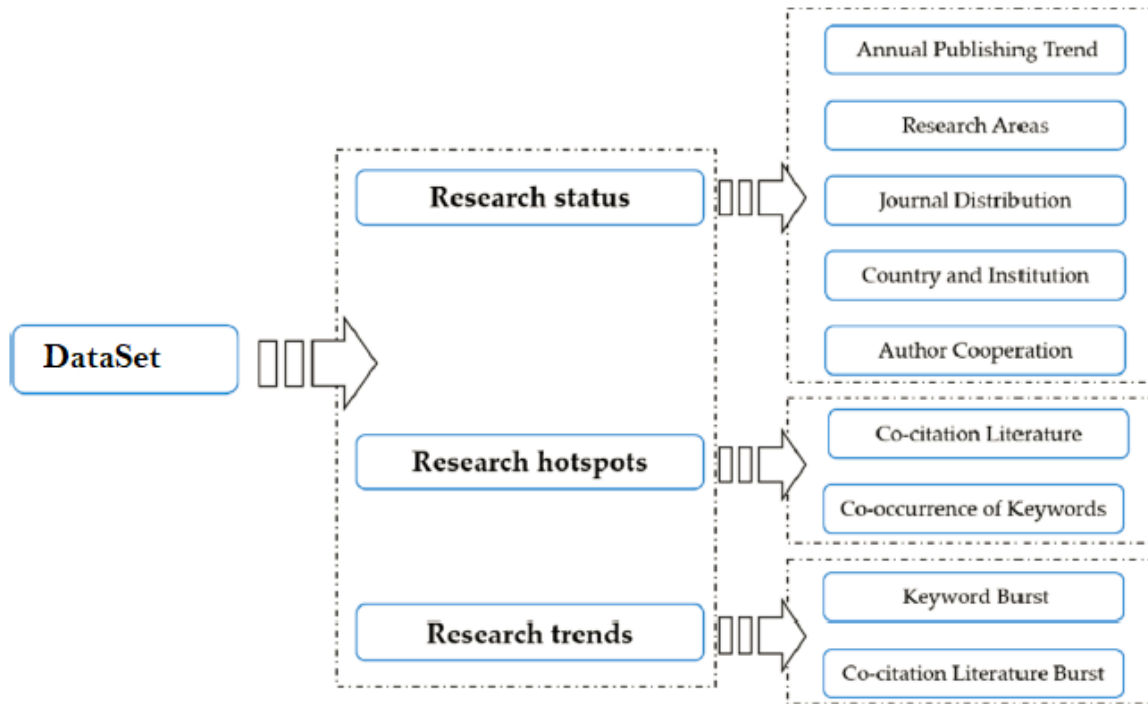 DataSet
Research status
Research hotspots
Research trends
Annual Publishing Trend
Research Areas
Journal Distribution
Country and Institution
Author Cooperation
Co-citation Literature
Co-occurrence of Keywords
Keyword Burst
Co-citation Literature Burst